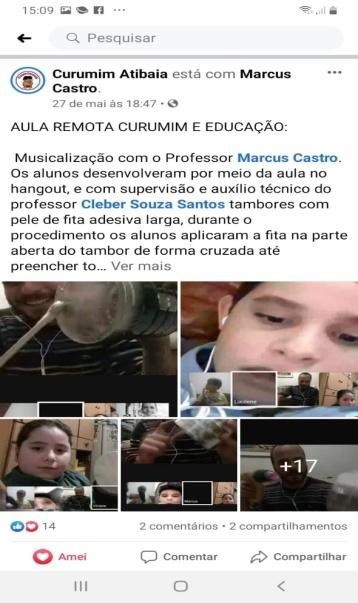 15:09
Pesquisar
Curumim Atibaia está com Marcus
Castro.
27 de mai às 18:47 •
AULA REMOTA CURUMIM E EDUCAÇÃO:
Musicalização com o Professor Marcus Castro.
Os alunos desenvolveram por meio da aula no
hangout, e com supervisão e auxílio técnico do
professor Cleber Souza Santos tambores com
pele de fita adesiva larga, durante o
procedimento os alunos aplicaram a fita na parte
aberta do tambor de forma cruzada até
preencher to... Ver mais
Lucilene
Marcus
+17
14
2 comentários • 2 compartilhamentos
Amei
Comentar
Compartilhar